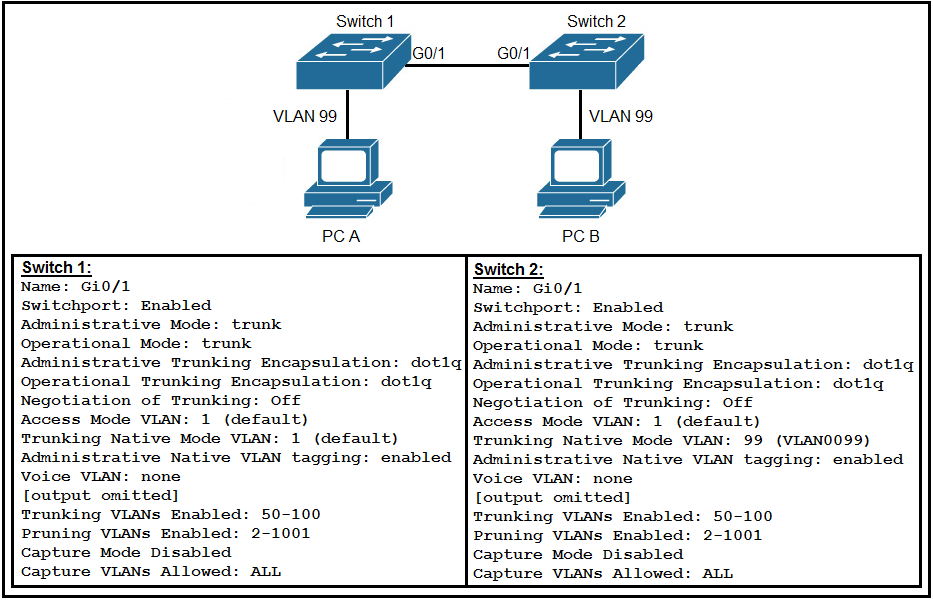 Switch 1
Switch 2
G0/1
G0/1
VLAN 99
VLAN 99
PC A
PC B
Switch 1:
Name: Gi0/1
Switchport: Enabled
Administrative Mode: trunk
Operational Mode: trunk
Administrative Trunking Encapsulation: dot1q
Operational Trunking Encapsulation: dot1q
Negotiation of Trunking: Off
Access Mode VLAN: 1 (default)
Trunking Native Mode VLAN: 1 (default)
Administrative Native VLAN tagging: enabled
Voice VLAN: none
[output omitted]
Trunking VLANs Enabled: 50-100
Pruning VLANs Enabled: 2-1001
Capture Mode Disabled
Capture VLANs Allowed: ALL
Switch 2:
Name: Gi0/1
Switchport: Enabled
Administrative Mode: trunk
Operational Mode: trunk
Administrative Trunking Encapsulation: dot1q
Operational Trunking Encapsulation: dot1q
Negotiation of Trunking: Off
Access Mode VLAN: 1 (default)
Trunking Native Mode VLAN: 99 (VLAN0099)
Administrative Native VLAN tagging: enabled
Voice VLAN: none
[output omitted]
Trunking VLANs Enabled: 50-100
Pruning VLANs Enabled: 2-1001
Capture Mode Disabled
Capture VLANs Allowed: ALL